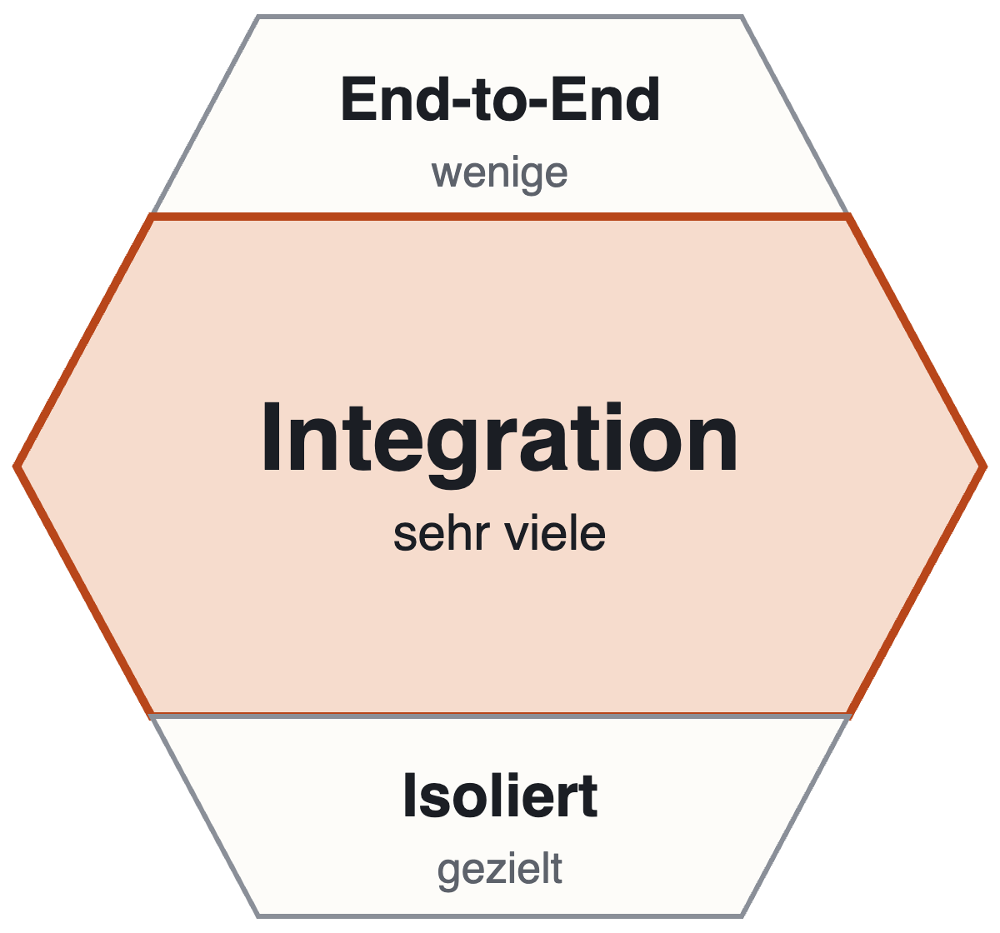 End-to-End
wenige
Integration
sehr viele
Isoliert
gezielt